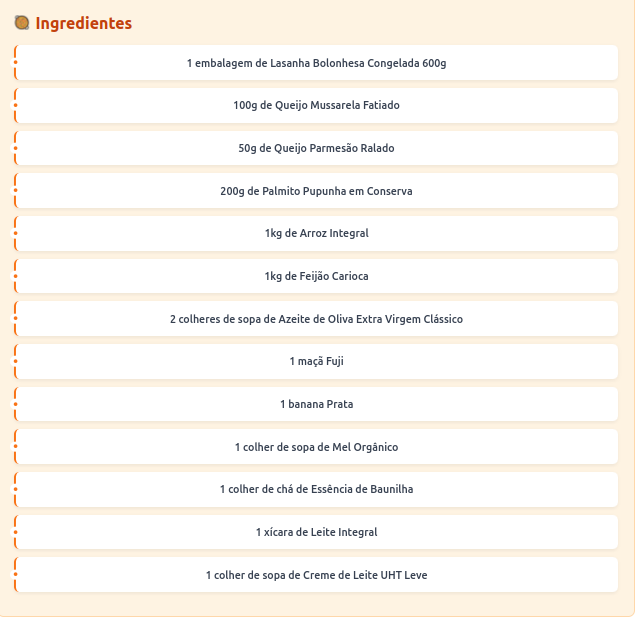 Ingredientes
1 embalagem de Lasanha Bolonhesa Congelada 600g
100g de Queijo Mussarela Fatiado
50g de Queijo Parmesão Ralado
200g de Palmito Pupunha em Conserva
1kg de Arroz Integral
1kg de Feijão Carioca
2 colheres de sopa de Azeite de Oliva Extra Virgem Clássico
1 maçã Fuji
1 banana Prata
1 colher de sopa de Mel Orgânico
1 colher de chá de Essência de Baunilha
1 xícara de Leite Integral
1 colher de sopa de Creme de Leite UHT Leve